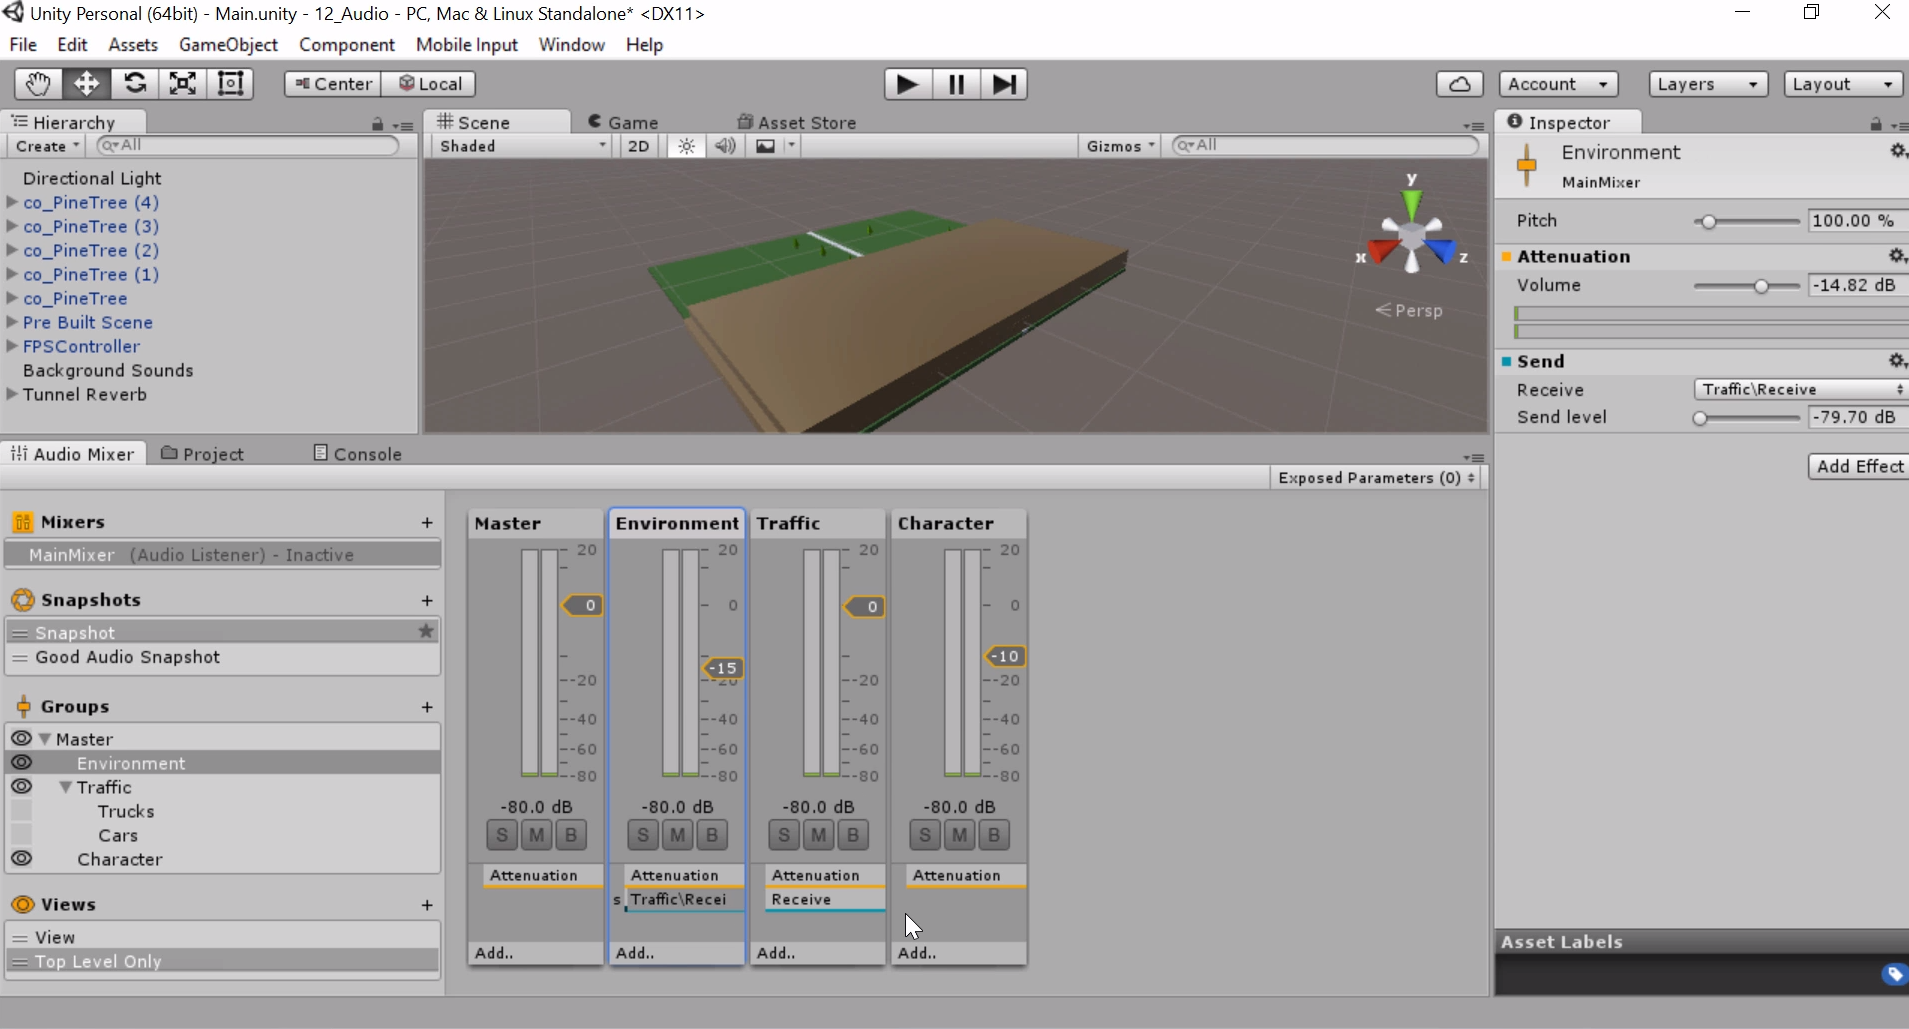 Unity Personal (64bit) - Main.unity - 12_Audio - PC, Mac & Linux Standalone* <DX11>
File Edit Assets GameObject Component Mobile Input Window Help
Center Local Account Layers Layout
Hierarchy
Create All
Directional Light
co_PineTree (4)
co_PineTree (3)
co_PineTree (2)
co_PineTree (1)
co_PineTree
Pre Built Scene
FPSController
Background Sounds
Tunnel Reverb
Scene Game Asset Store
Shaded 2D Gizmos All
y
x z
Persp
Inspector
Environment
MainMixer
Pitch 100.00 %
Attenuation
Volume -14.82 dB
Send
Receive Traffic\Receive
Send level -79.70 dB
Add Effect
Asset Labels
Audio Mixer Project Console
Exposed Parameters (0)
Mixers +
MainMixer (Audio Listener) - Inactive
Snapshots +
Snapshot
Good Audio Snapshot
Groups +
Master
Environment
Traffic
Trucks
Cars
Character
Views +
View
Top Level Only
Master Environment Traffic Character
20 20 20 20
0 0 0 0
-15 -10
-20 -20 -20 -20
-40 -40 -40 -40
-60 -60 -60 -60
-80 -80 -80 -80
-80.0 dB -80.0 dB -80.0 dB -80.0 dB
S M B S M B S M B S M B
Attenuation Attenuation Attenuation Attenuation
s Traffic\Recei Receive
Add.. Add.. Add.. Add..